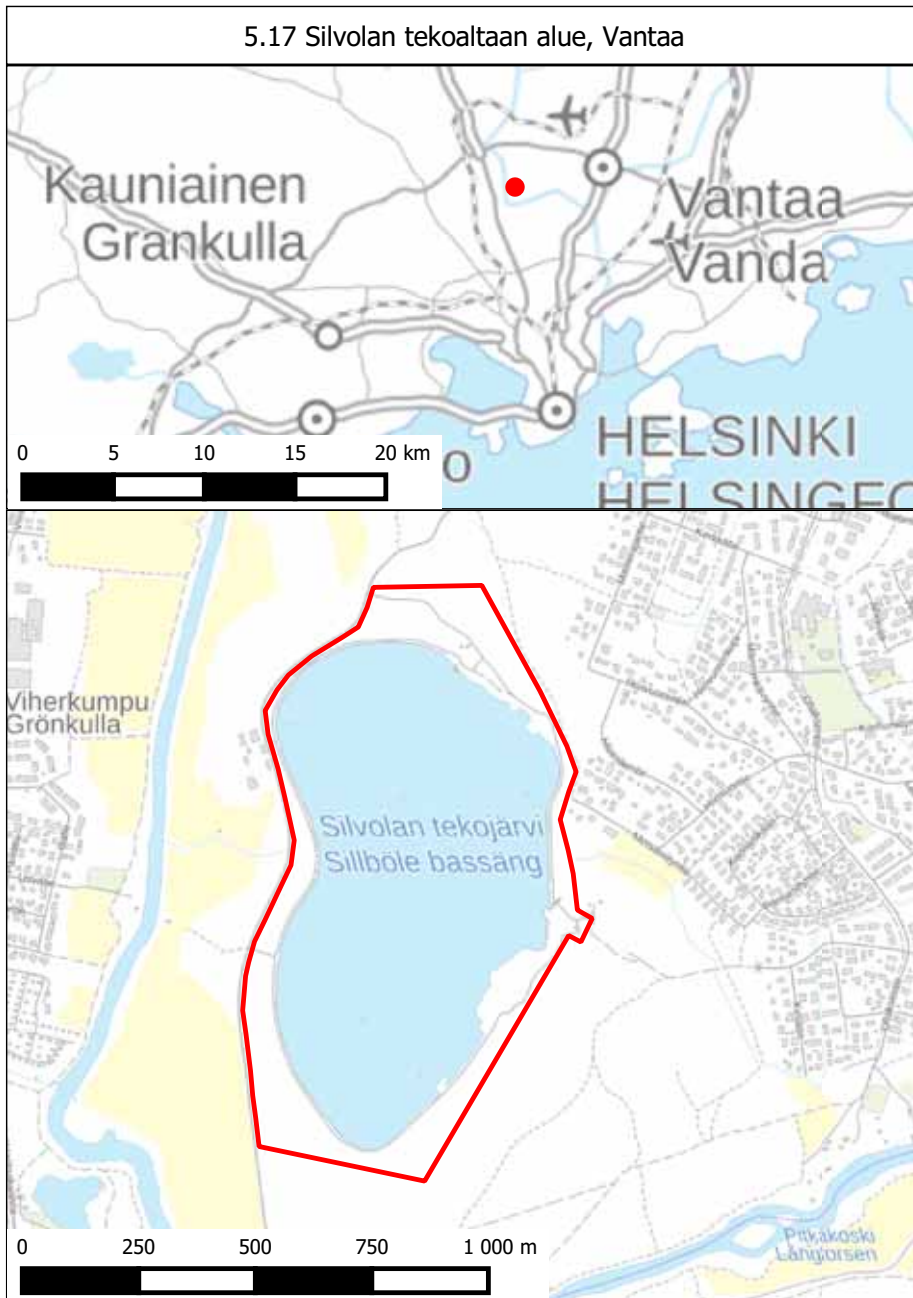 5.17 Silvolan tekoaltaan alue, Vantaa
Kauniainen
Grankulla
Vantaa
Vanda
HELSINKI
0 5 10 15 20 km
Viherkumpu
Grönkulla
Silvolan tekojärvi
Sillböle bassäng
Pitkäkoski
Långforsen
0 250 500 750 1 000 m